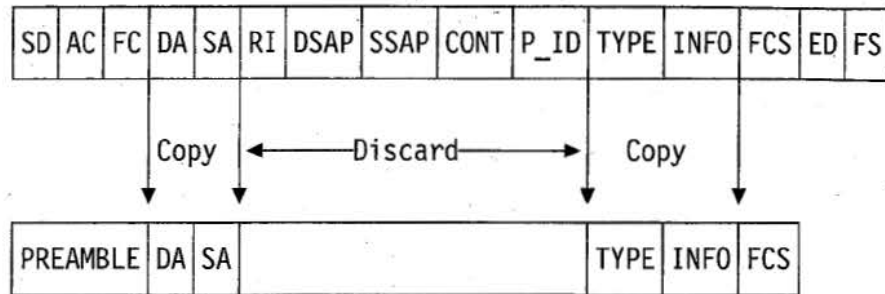 SD AC FC DA SA RI DSAP SSAP CONT P_ID TYPE INFO FCS ED FS
Copy Discard Copy
PREAMBLE DA SA TYPE INFO FCS